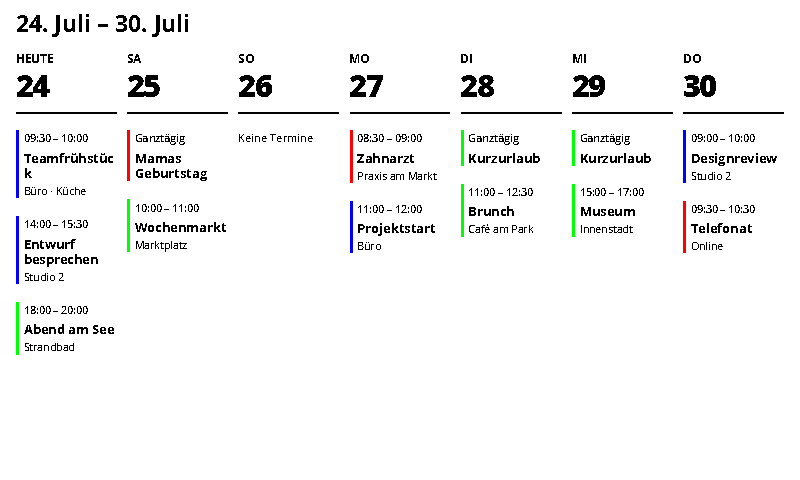 24. Juli – 30. Juli
HEUTE
24
09:30 – 10:00
Teamfrühstüc
k
Büro · Küche
14:00 – 15:30
Entwurf
besprechen
Studio 2
18:00 – 20:00
Abend am See
Strandbad
SA
25
Ganztägig
Mamas
Geburtstag
10:00 – 11:00
Wochenmarkt
Marktplatz
SO
26
Keine Termine
MO
27
08:30 – 09:00
Zahnarzt
Praxis am Markt
11:00 – 12:00
Projektstart
Büro
DI
28
Ganztägig
Kurzurlaub
11:00 – 12:30
Brunch
Café am Park
MI
29
Ganztägig
Kurzurlaub
15:00 – 17:00
Museum
Innenstadt
DO
30
09:00 – 10:00
Designreview
Studio 2
09:30 – 10:30
Telefonat
Online